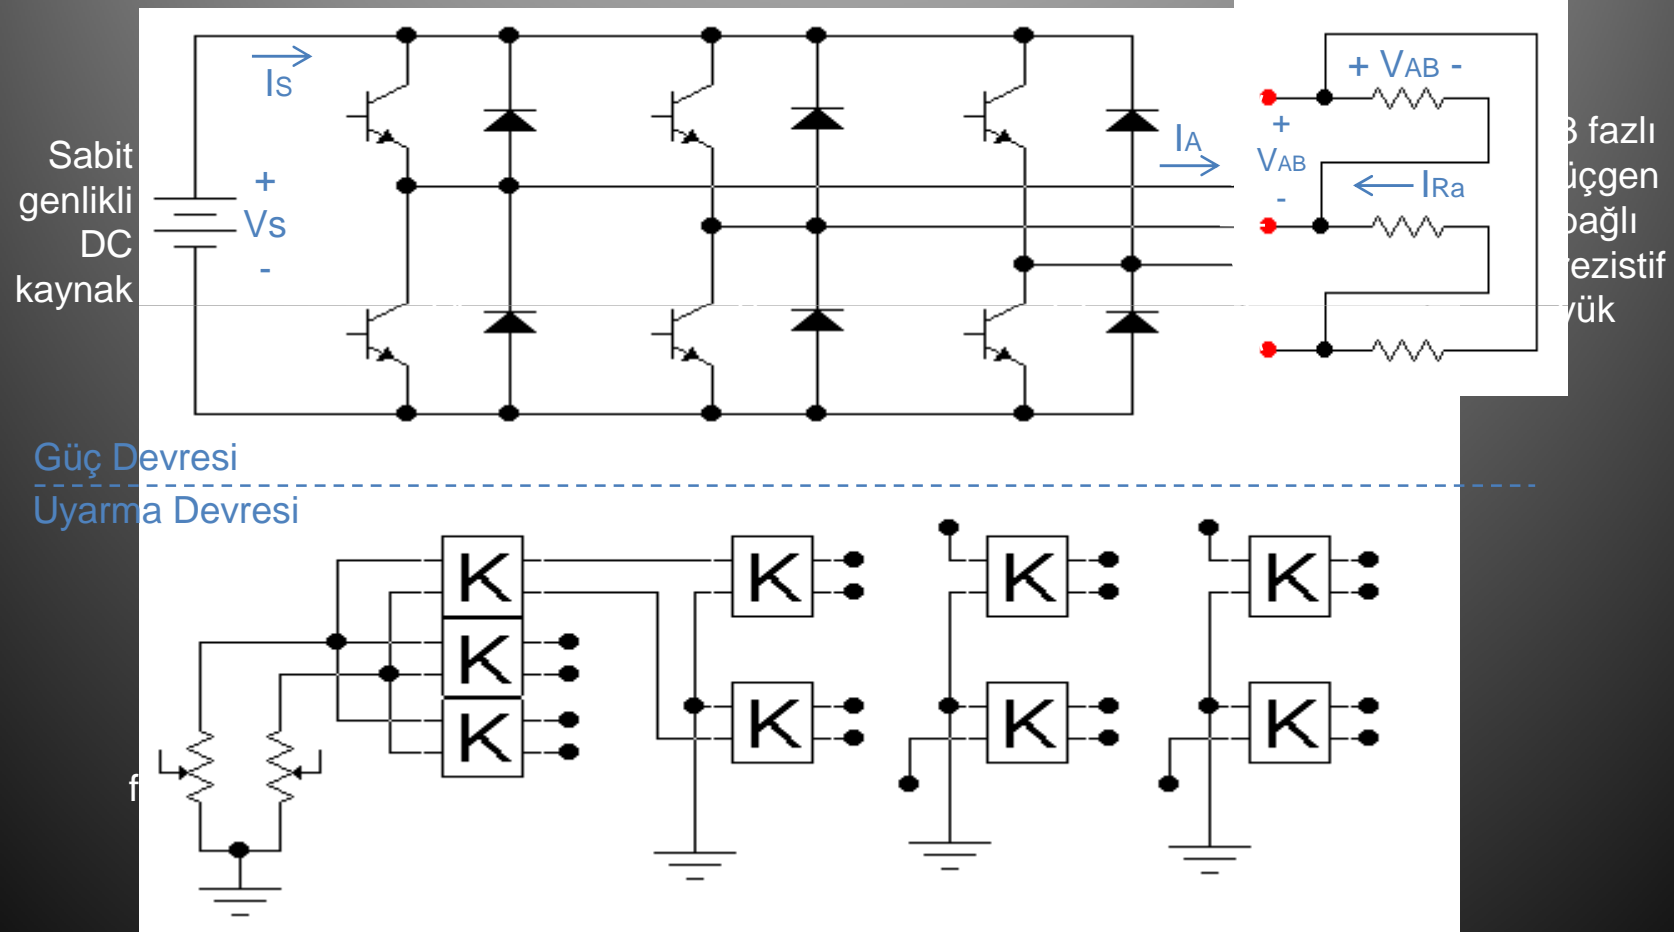 IS
+ VAB -
Sabit
genlikli
DC
kaynak
+
Vs
-
IA
+
VAB
-
IRa
3 fazlı
üçgen
bağlı
rezistif
yük
Güç Devresi
Uyarma Devresi
K
K
K
K
K
K
K
K
K
f